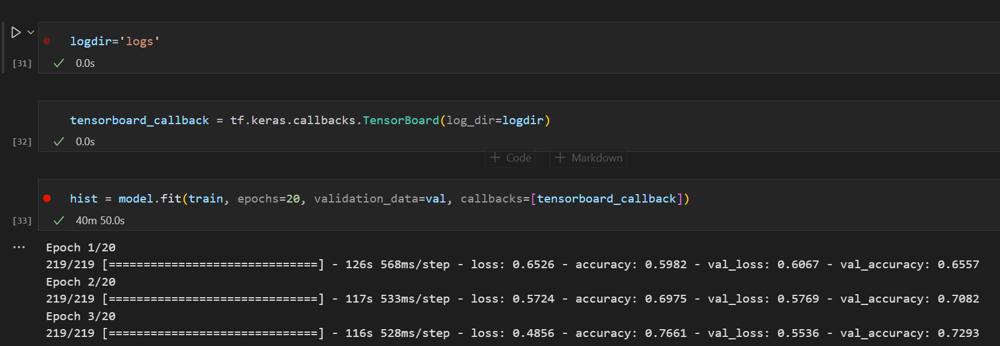 logdir='logs'
[31]
0.0s
tensorboard_callback = tf.keras.callbacks.TensorBoard(log_dir=logdir)
[32]
0.0s
+ Code + Markdown
hist = model.fit(train, epochs=20, validation_data=val, callbacks=[tensorboard_callback])
[33]
40m 50.0s
...
Epoch 1/20
219/219 [==============================] - 126s 568ms/step - loss: 0.6526 - accuracy: 0.5982 - val_loss: 0.6067 - val_accuracy: 0.6557
Epoch 2/20
219/219 [==============================] - 117s 533ms/step - loss: 0.5724 - accuracy: 0.6975 - val_loss: 0.5769 - val_accuracy: 0.7082
Epoch 3/20
219/219 [==============================] - 116s 528ms/step - loss: 0.4856 - accuracy: 0.7661 - val_loss: 0.5536 - val_accuracy: 0.7293